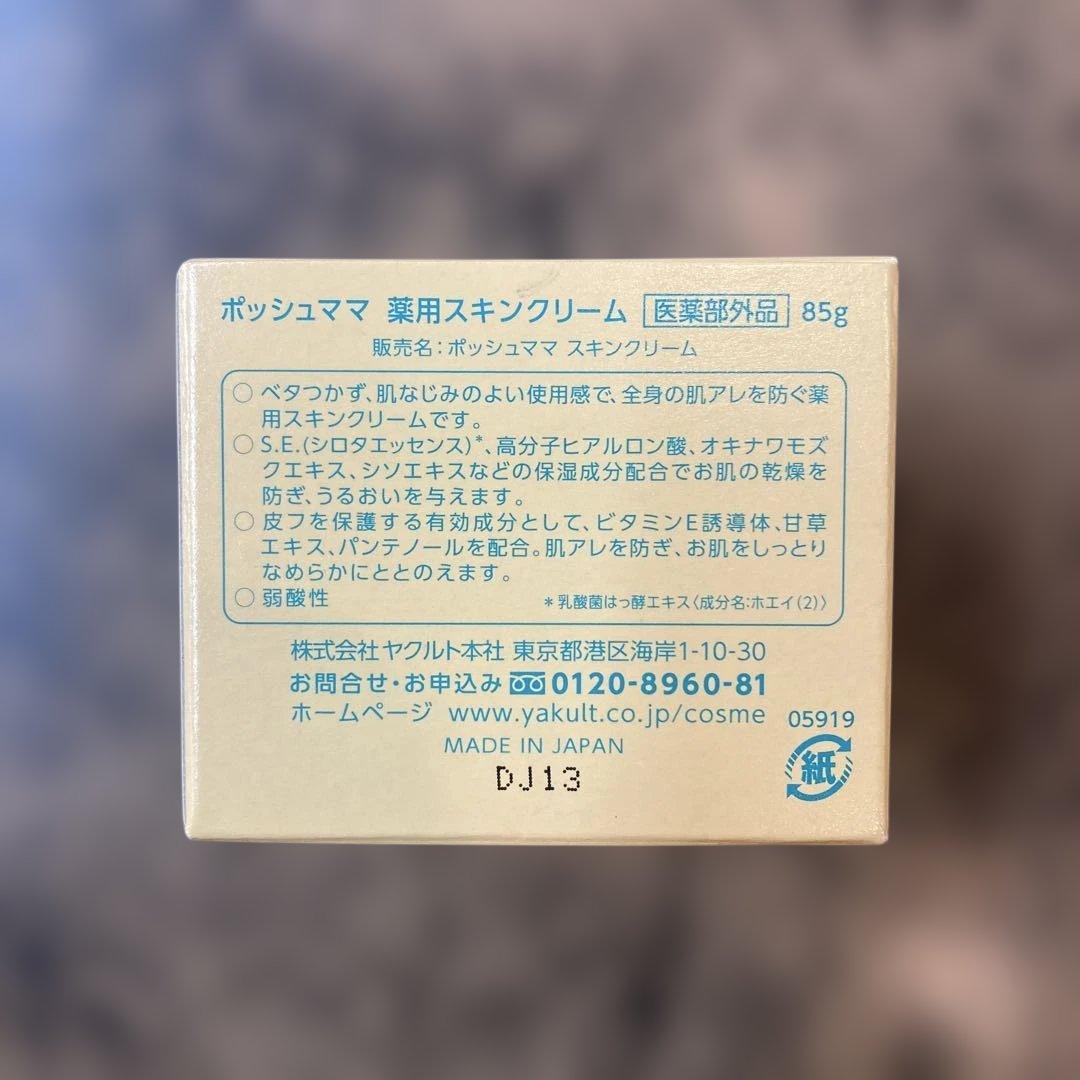 ポッシュママ 薬用スキンクリーム 医薬部外品 85g
販売名：ポッシュママ スキンクリーム
○ ベタつかず、肌なじみのよい使用感で、全身の肌アレを防ぐ薬
用スキンクリームです。
○ S.E.(シロタエッセンス)*、高分子ヒアルロン酸、オキナワモズ
クエキス、シソエキスなどの保湿成分配合でお肌の乾燥を
防ぎ、うるおいを与えます。
○ 皮フを保護する有効成分として、ビタミンE誘導体、甘草
エキス、パンテノールを配合。肌アレを防ぎ、お肌をしっとり
なめらかにととのえます。
○ 弱酸性
*乳酸菌はっ酵エキス〈成分名:ホエイ(2)〉
株式会社ヤクルト本社 東京都港区海岸1-10-30
お問合せ・お申込み 0120-8960-81
ホームページ www.yakult.co.jp/cosme
05919
MADE IN JAPAN
紙
DJ13